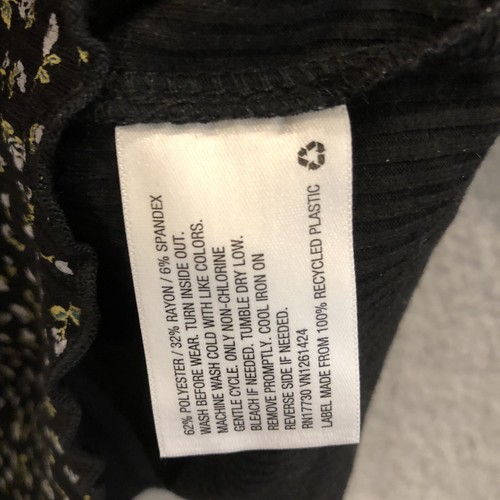 62% POLYESTER / 32% RAYON / 6% SPANDEX
WASH BEFORE WEAR. TURN INSIDE OUT.
MACHINE WASH COLD WITH LIKE COLORS.
GENTLE CYCLE. ONLY NON-CHLORINE
BLEACH IF NEEDED. TUMBLE DRY LOW.
REMOVE PROMPTLY. COOL IRON ON
REVERSE SIDE IF NEEDED.
RN17730 VN1261424
LABEL MADE FROM 100% RECYCLED PLASTIC